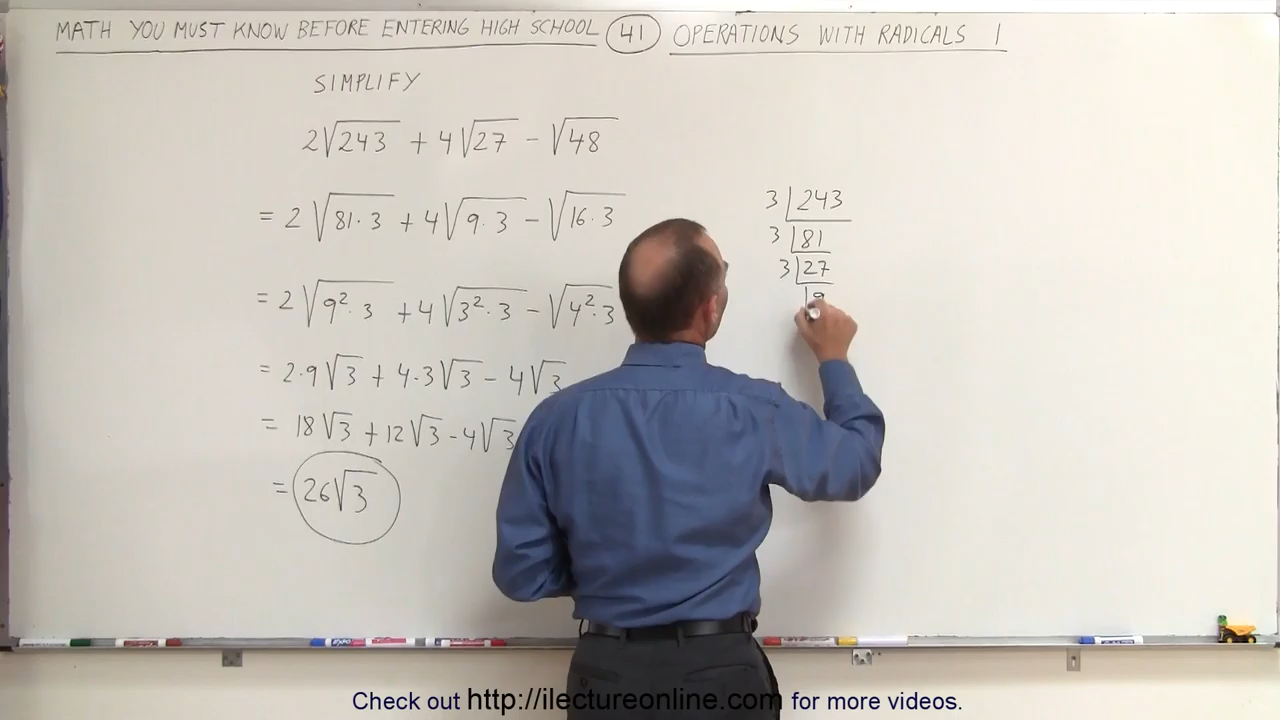 MATH YOU MUST KNOW BEFORE ENTERING HIGH SCHOOL 41 OPERATIONS WITH RADICALS 1
SIMPLIFY
2√243 + 4√27 - √48
= 2√81·3 + 4√9·3 - √16·3
= 2√9²·3 + 4√3²·3 - √4²·3
= 2·9√3 + 4·3√3 - 4√3
= 18√3 + 12√3 - 4√3
= 26√3
3 243
3 81
3 27
9
EXPO
Check out http://ilectureonline.com for more videos.